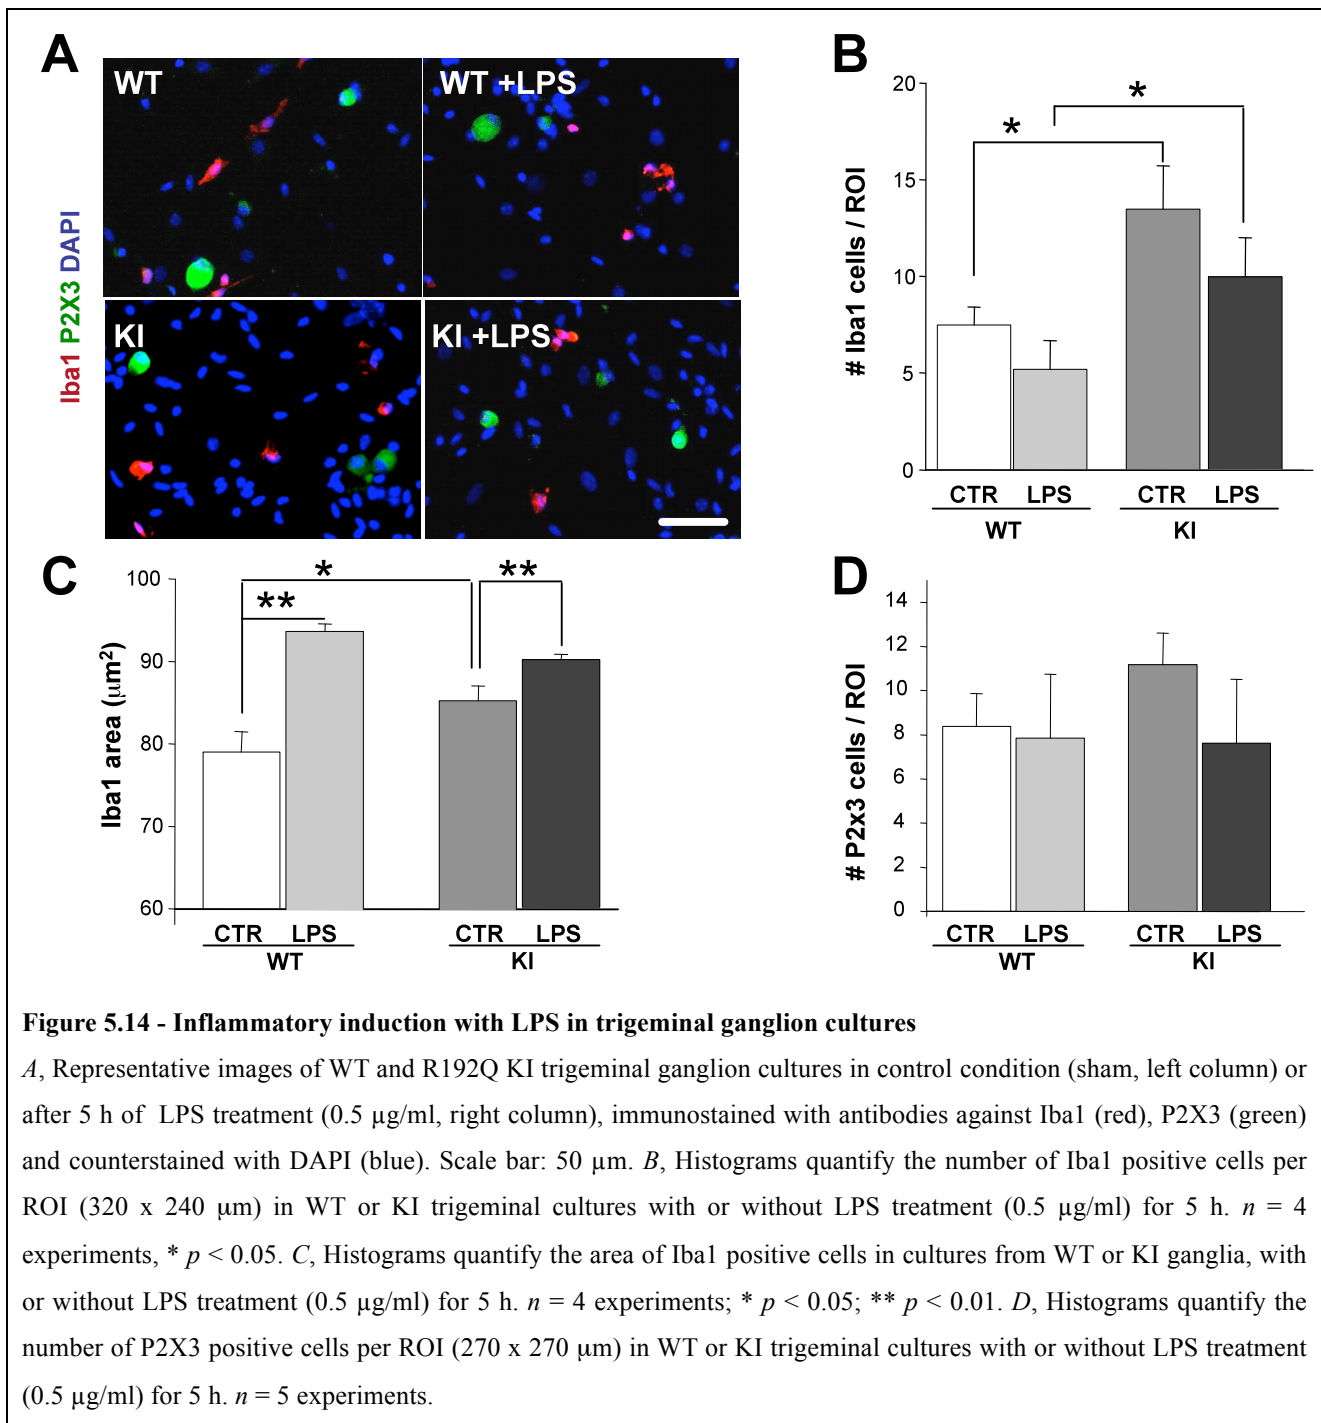 A
WT
WT +LPS
KI
KI +LPS
Iba1 P2X3 DAPI
B
# Iba1 cells / ROI
20
15
10
5
0
*
*
CTR LPS CTR LPS
WT KI
C
Iba1 area (μm²)
100
90
80
70
60
*
**
**
CTR LPS CTR LPS
WT KI
D
# P2x3 cells / ROI
14
12
10
8
6
4
2
0
CTR LPS CTR LPS
WT KI
Figure 5.14 - Inflammatory induction with LPS in trigeminal ganglion cultures
A, Representative images of WT and R192Q KI trigeminal ganglion cultures in control condition (sham, left column) or
after 5 h of LPS treatment (0.5 µg/ml, right column), immunostained with antibodies against Iba1 (red), P2X3 (green)
and counterstained with DAPI (blue). Scale bar: 50 µm. B, Histograms quantify the number of Iba1 positive cells per
ROI (320 x 240 µm) in WT or KI trigeminal cultures with or without LPS treatment (0.5 µg/ml) for 5 h. n = 4
experiments, * p < 0.05. C, Histograms quantify the area of Iba1 positive cells in cultures from WT or KI ganglia, with
or without LPS treatment (0.5 µg/ml) for 5 h. n = 4 experiments; * p < 0.05; ** p < 0.01. D, Histograms quantify the
number of P2X3 positive cells per ROI (270 x 270 µm) in WT or KI trigeminal cultures with or without LPS treatment
(0.5 µg/ml) for 5 h. n = 5 experiments.